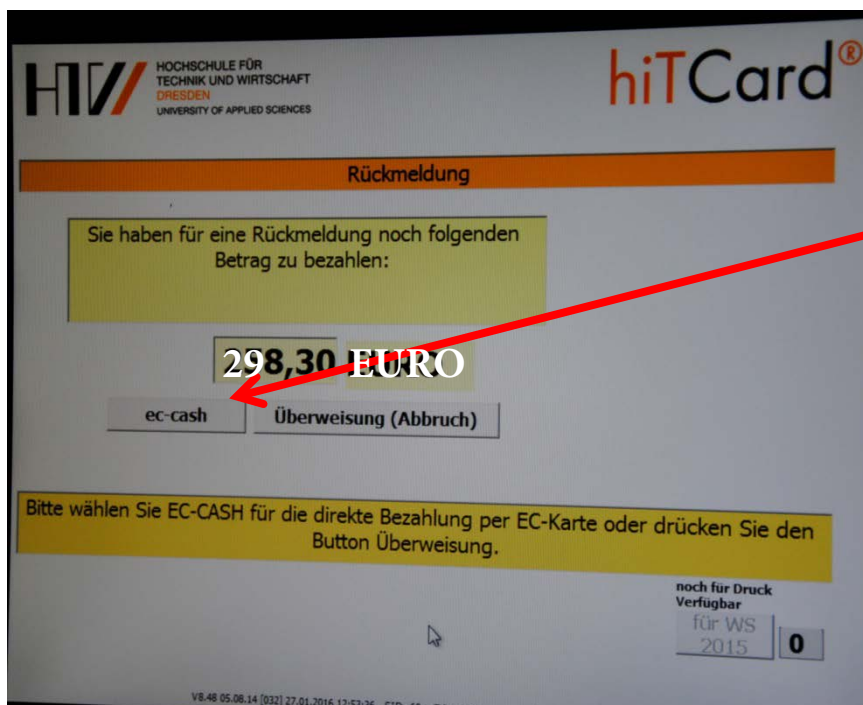 HTW
HOCHSCHULE FÜR
TECHNIK UND WIRTSCHAFT
DRESDEN
UNIVERSITY OF APPLIED SCIENCES
hiTCard®
Rückmeldung
Sie haben für eine Rückmeldung noch folgenden
Betrag zu bezahlen:
298,30 EURO
ec-cash Überweisung (Abbruch)
Bitte wählen Sie EC-CASH für die direkte Bezahlung per EC-Karte oder drücken Sie den
Button Überweisung.
noch für Druck
Verfügbar
für WS
2015 0
V8.48 05.08.14 [032] 27.01.2016